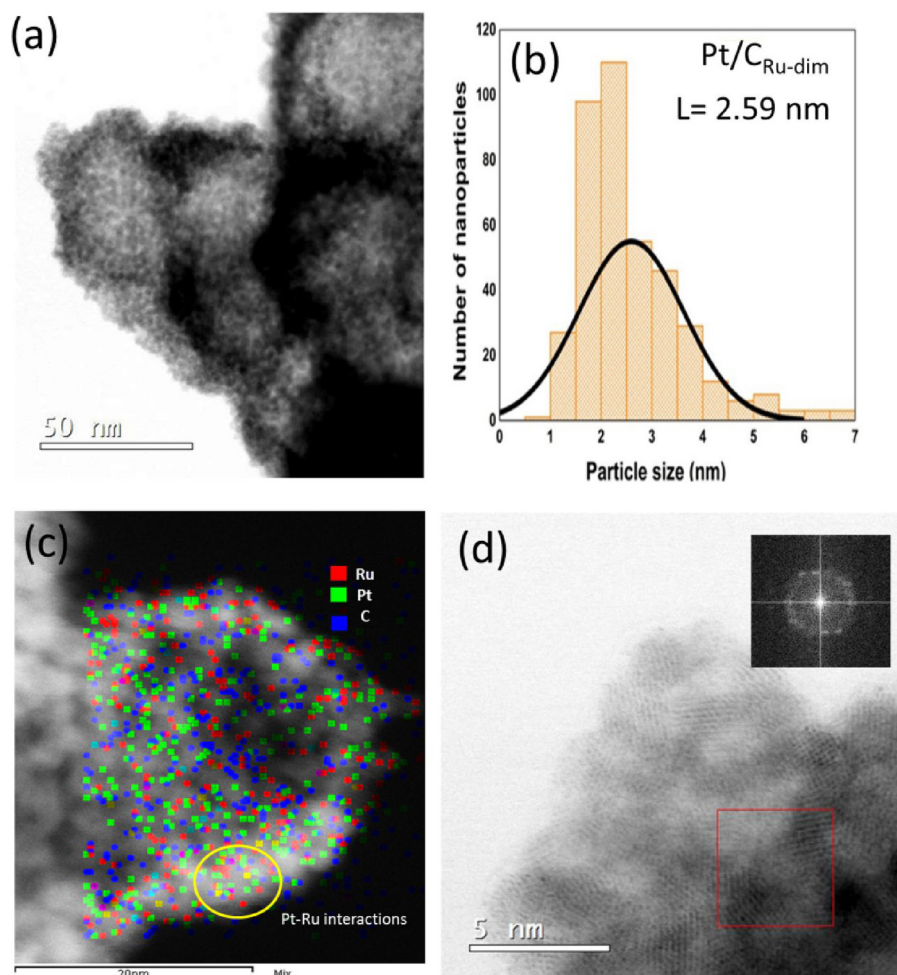 (a)
50 nm
(b)
Pt/CRu-dim
L= 2.59 nm
Number of nanoparticles
120
100
80
60
40
20
0
0 1 2 3 4 5 6 7
Particle size (nm)
(c)
Ru
Pt
C
Pt-Ru interactions
20nm
Mix
(d)
5 nm